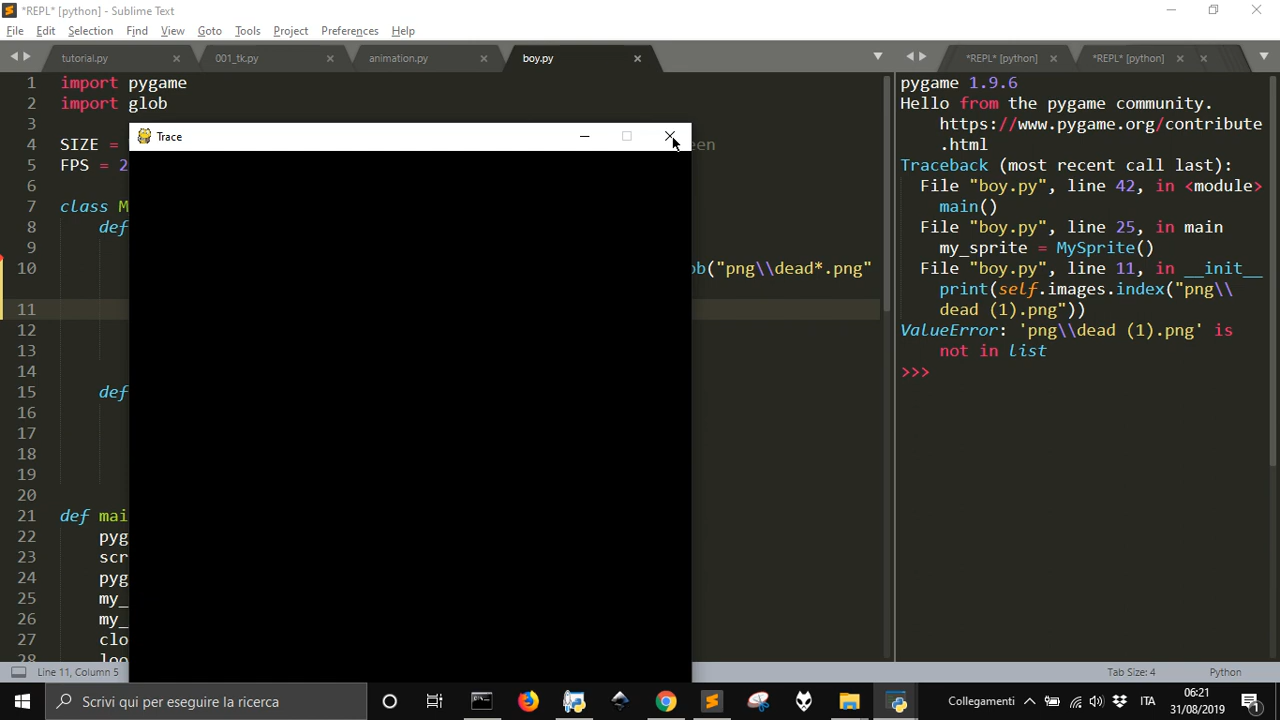 *REPL* [python] - Sublime Text
File Edit Selection Find View Goto Tools Project Preferences Help
tutorial.py 001_tk.py animation.py boy.py *REPL* [python] *REPL* [python]
1 import pygame
2 import glob
3
4 SIZE = een
5 FPS = 2
6
7 class M
8 def
9
10 ob("png\\dead*.png"
11
12
13
14
15 def
16
17
18
19
20
21 def mai
22 pyg
23 scr
24 pyg
25 my_
26 my_
27 clo
28 loo
Trace
pygame 1.9.6
Hello from the pygame community.
https://www.pygame.org/contribute
.html
Traceback (most recent call last):
File "boy.py", line 42, in <module>
main()
File "boy.py", line 25, in main
my_sprite = MySprite()
File "boy.py", line 11, in __init__
print(self.images.index("png\\
dead (1).png"))
ValueError: 'png\\dead (1).png' is
not in list
>>>
Line 11, Column 5 Tab Size: 4 Python
Scrivi qui per eseguire la ricerca Collegamenti ITA 06:21
31/08/2019 1